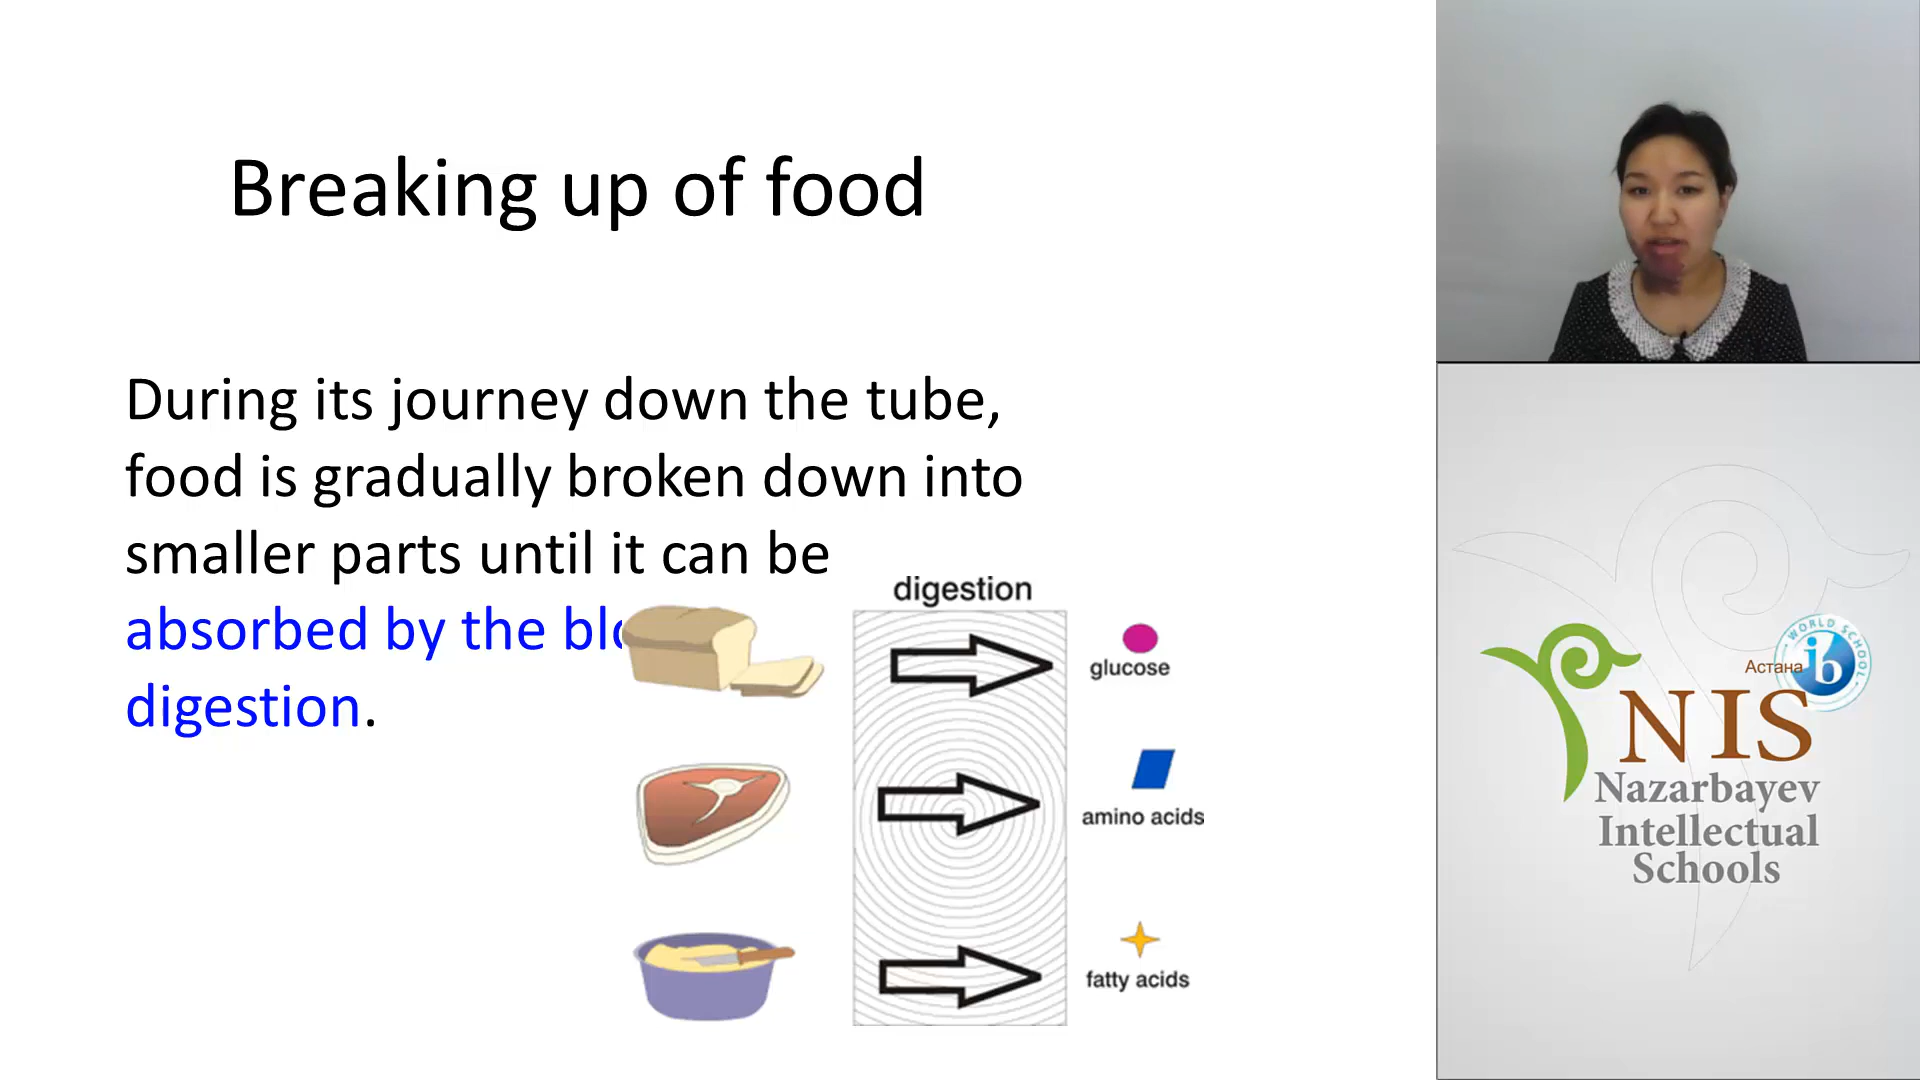 Breaking up of food
During its journey down the tube,
food is gradually broken down into
smaller parts until it can be
absorbed by the
digestion.
digestion
glucose
amino acids
fatty acids
WORLD SCHOOL
ib
Астана
NIS
Nazarbayev
Intellectual
Schools